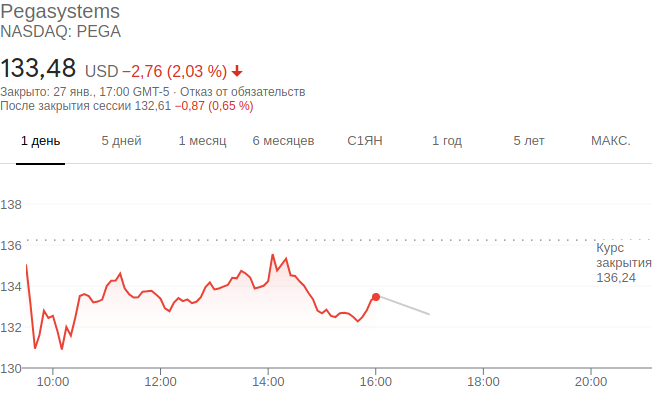 Pegasystems
NASDAQ: PEGA
133,48 USD −2,76 (2,03 %)
Закрыто: 27 янв., 17:00 GMT-5 · Отказ от обязательств
После закрытия сессии 132,61 −0,87 (0,65 %)
1 день 5 дней 1 месяц 6 месяцев С1ЯН 1 год 5 лет МАКС.
138
136
Курс
закрытия
136,24
134
132
130
10:00 12:00 14:00 16:00 18:00 20:00